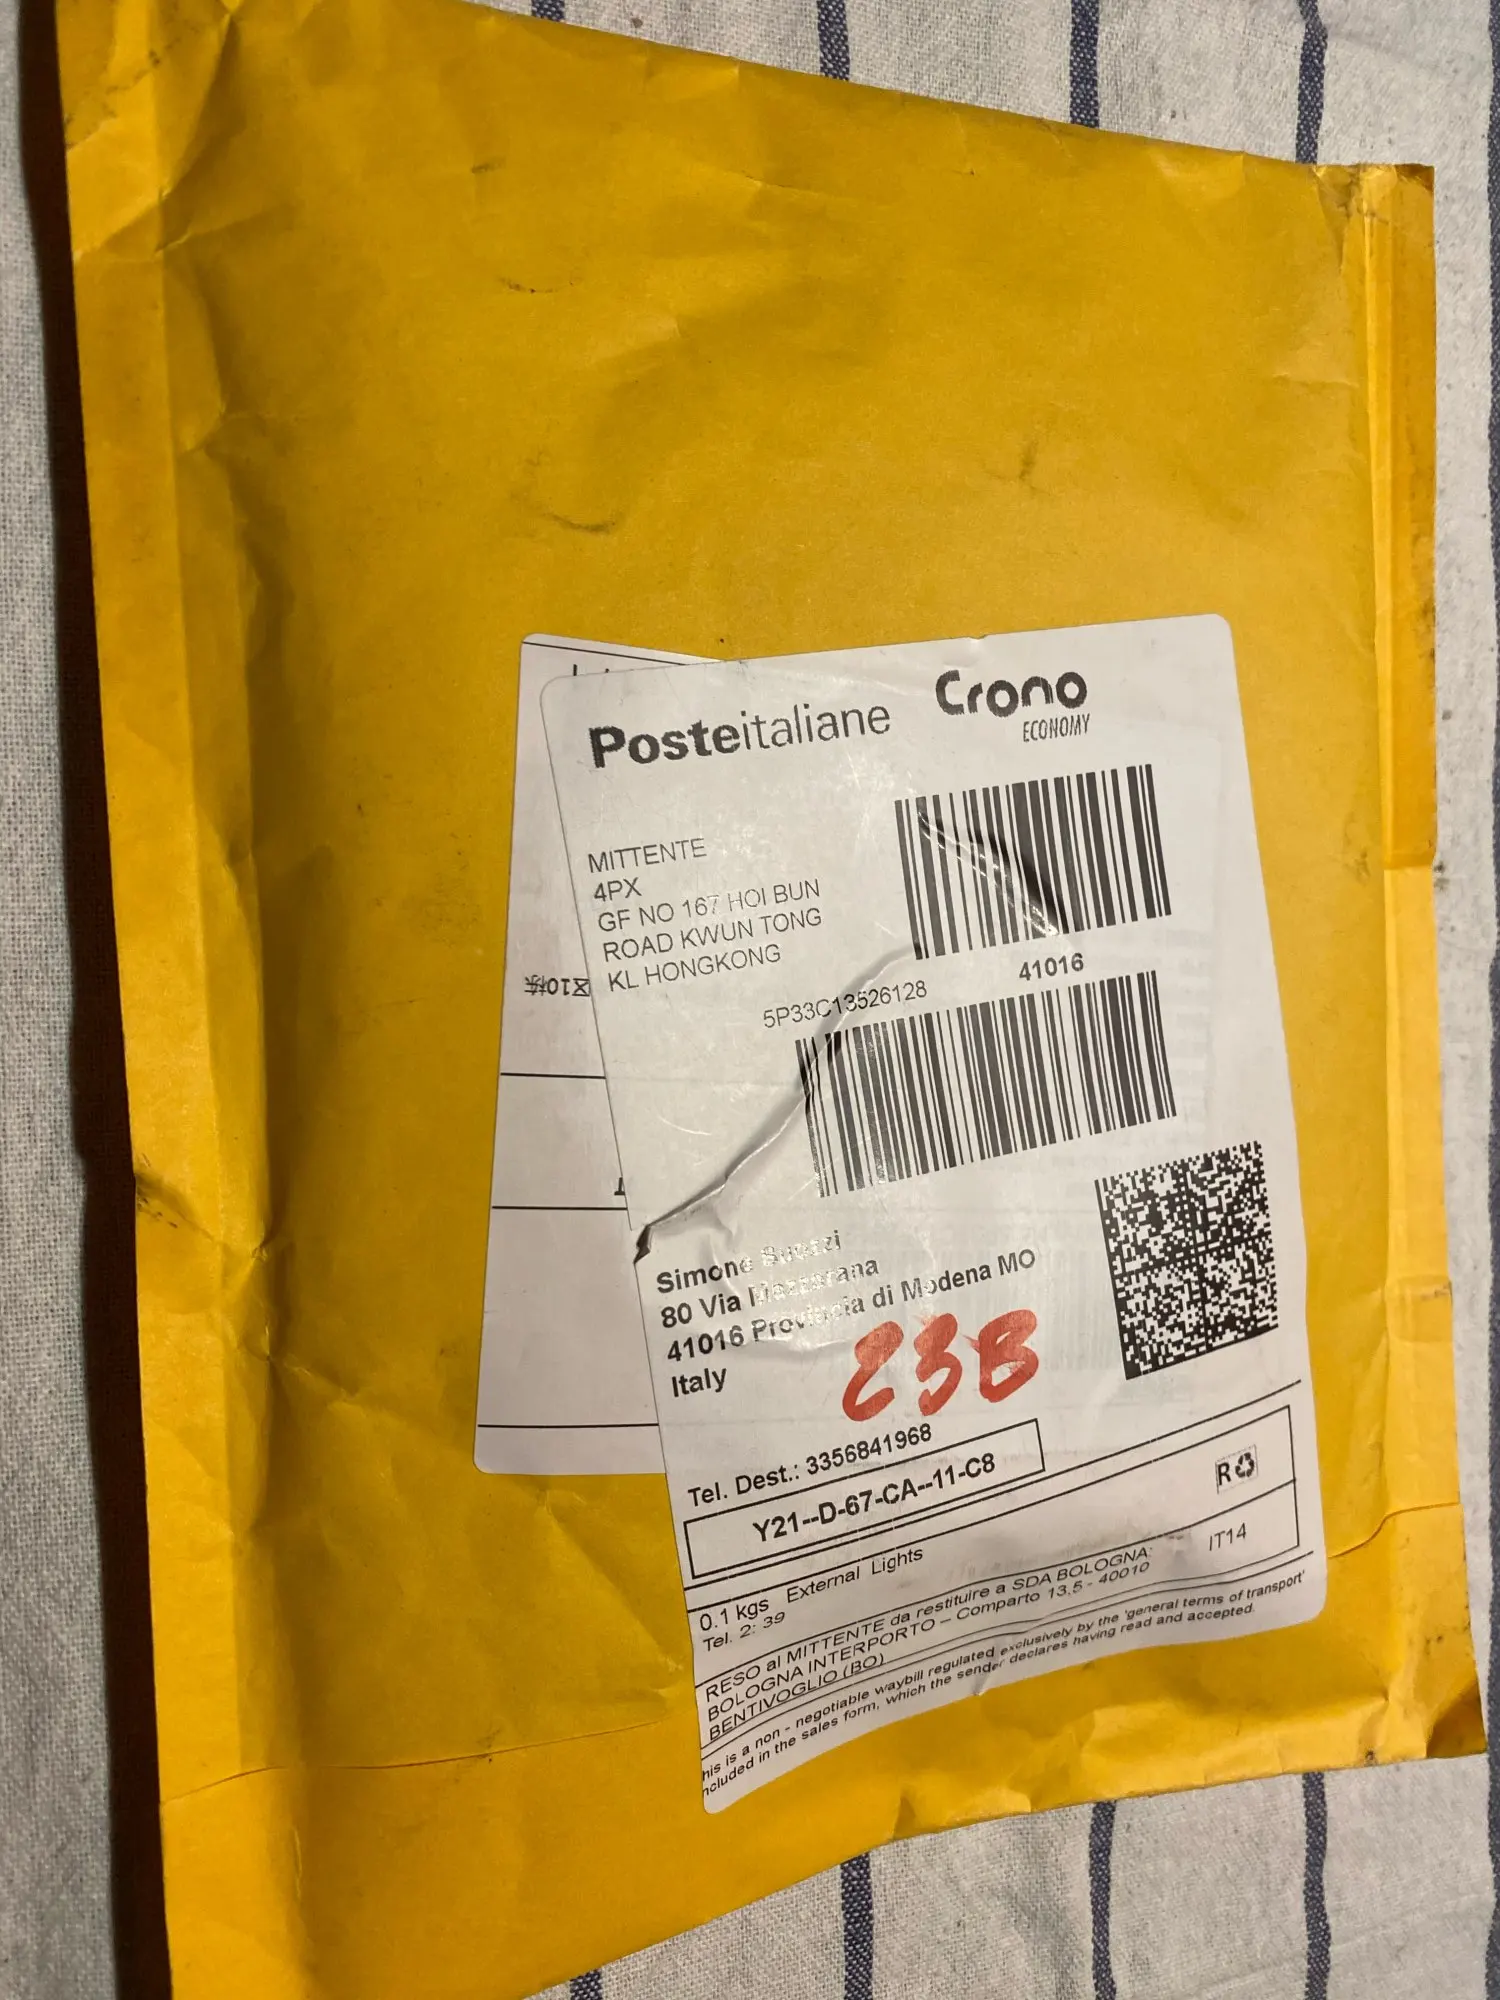 Posteitaliane
Crono
ECONOMY
MITTENTE
4PX
GF NO 167 HOI BUN
ROAD KWUN TONG
KL HONGKONG
41016
5P33C13526128
Simone
80 Via
41016 Provincia di Modena MO
Italy
23B
Tel. Dest.: 3356841968
Y21--D-67-CA--11-C8
R
0.1 kgs External Lights
Tel. 2: 39
IT14
RESO al MITTENTE da restituire a SDA BOLOGNA:
BOLOGNA INTERPORTO – Comparto 13,5 - 40010
BENTIVOGLIO (BO)
his is a non - negotiable waybill regulated exclusively by the 'general terms of transport'
ncluded in the sales form, which the sender declares having read and accepted.